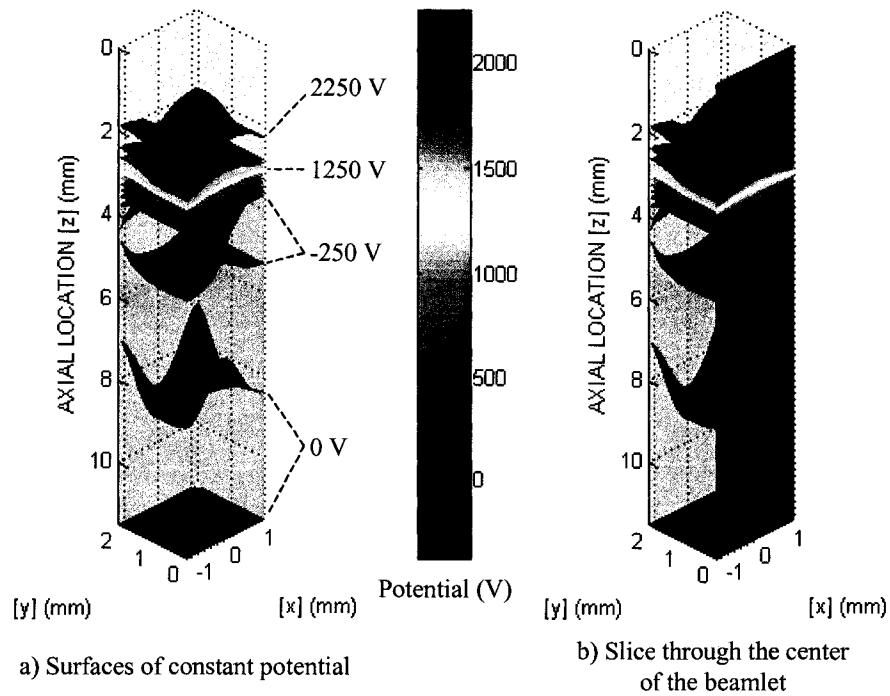 0
2
4
6
8
10
AXIAL LOCATION [z] (mm)
2250 V
1250 V
-250 V
0 V
2
1
0
-1
0
1
[y] (mm)
[x] (mm)
a) Surfaces of constant potential
2000
1500
1000
500
0
Potential (V)
0
2
4
6
8
10
AXIAL LOCATION [z] (mm)
2
1
0
-1
0
1
[y] (mm)
[x] (mm)
b) Slice through the center
of the beamlet